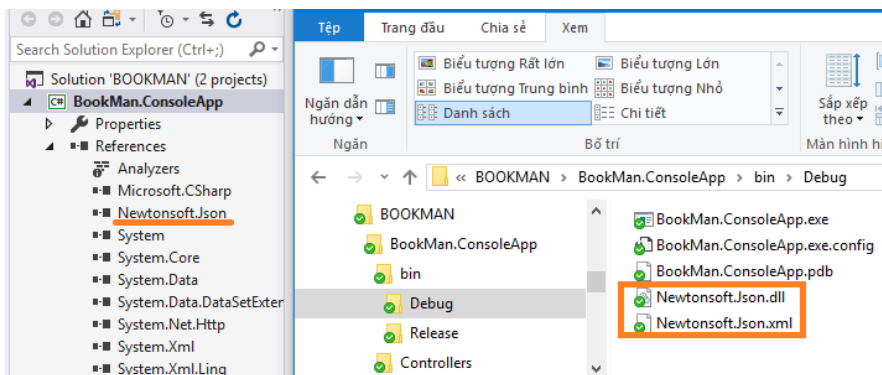 Search Solution Explorer (Ctrl+;)
Solution 'BOOKMAN' (2 projects)
C# BookMan.ConsoleApp
Properties
References
Analyzers
Microsoft.CSharp
Newtonsoft.Json
System
System.Core
System.Data
System.Data.DataSetExter
System.Net.Http
System.Xml
System.Xml.Linq
Tệp Trang đầu Chia sẻ Xem
Ngăn dẫn
hướng
Biểu tượng Rất lớn Biểu tượng Lớn
Biểu tượng Trung bình Biểu tượng Nhỏ
Danh sách Chi tiết
Sắp xếp
theo
Ngăn Bố trí Màn hình hi
« BOOKMAN > BookMan.ConsoleApp > bin > Debug
BOOKMAN
BookMan.ConsoleApp
bin
Debug
Release
Controllers
BookMan.ConsoleApp.exe
BookMan.ConsoleApp.exe.config
BookMan.ConsoleApp.pdb
Newtonsoft.Json.dll
Newtonsoft.Json.xml